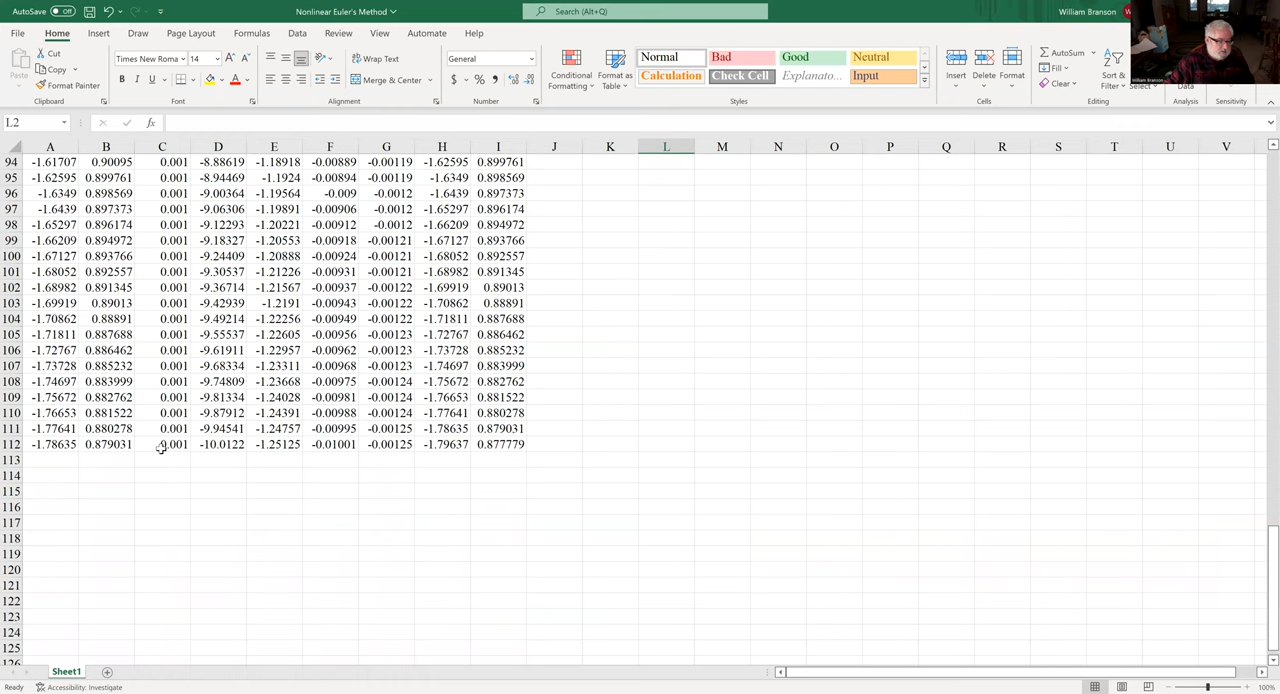 AutoSave Off Nonlinear Euler's Method Search (Alt+Q) William Branson
File Home Insert Draw Page Layout Formulas Data Review View Automate Help
Paste Cut Copy Format Painter Clipboard
Times New Roma 14 B I U A Font
Wrap Text Merge & Center Alignment
General $ % , Number
Conditional Formatting Format as Table
Normal Bad Good Neutral
Calculation Check Cell Explanato... Input
Styles
Insert Delete Format Cells
AutoSum Fill Clear Sort & Filter Editing
Data Analysis Sensitivity
William Branson
L2 fx
A B C D E F G H I J K L M N O P Q R S T U V
94 -1.61707 0.90095 0.001 -8.88619 -1.18918 -0.00889 -0.00119 -1.62595 0.899761
95 -1.62595 0.899761 0.001 -8.94469 -1.1924 -0.00894 -0.00119 -1.6349 0.898569
96 -1.6349 0.898569 0.001 -9.00364 -1.19564 -0.009 -0.0012 -1.6439 0.897373
97 -1.6439 0.897373 0.001 -9.06306 -1.19891 -0.00906 -0.0012 -1.65297 0.896174
98 -1.65297 0.896174 0.001 -9.12293 -1.20221 -0.00912 -0.0012 -1.66209 0.894972
99 -1.66209 0.894972 0.001 -9.18327 -1.20553 -0.00918 -0.00121 -1.67127 0.893766
100 -1.67127 0.893766 0.001 -9.24409 -1.20888 -0.00924 -0.00121 -1.68052 0.892557
101 -1.68052 0.892557 0.001 -9.30537 -1.21226 -0.00931 -0.00121 -1.68982 0.891345
102 -1.68982 0.891345 0.001 -9.36714 -1.21567 -0.00937 -0.00122 -1.69919 0.89013
103 -1.69919 0.89013 0.001 -9.42939 -1.2191 -0.00943 -0.00122 -1.70862 0.88891
104 -1.70862 0.88891 0.001 -9.49214 -1.22256 -0.00949 -0.00122 -1.71811 0.887688
105 -1.71811 0.887688 0.001 -9.55537 -1.22605 -0.00956 -0.00123 -1.72767 0.886462
106 -1.72767 0.886462 0.001 -9.61911 -1.22957 -0.00962 -0.00123 -1.73728 0.885232
107 -1.73728 0.885232 0.001 -9.68334 -1.23311 -0.00968 -0.00123 -1.74697 0.883999
108 -1.74697 0.883999 0.001 -9.74809 -1.23668 -0.00975 -0.00124 -1.75672 0.882762
109 -1.75672 0.882762 0.001 -9.81334 -1.24028 -0.00981 -0.00124 -1.76653 0.881522
110 -1.76653 0.881522 0.001 -9.87912 -1.24391 -0.00988 -0.00124 -1.77641 0.880278
111 -1.77641 0.880278 0.001 -9.94541 -1.24757 -0.00995 -0.00125 -1.78635 0.879031
112 -1.78635 0.879031 0.001 -10.0122 -1.25125 -0.01001 -0.00125 -1.79637 0.877779
113
114
115
116
117
118
119
120
121
122
123
124
125
126
Sheet1
Ready Accessibility: Investigate 100%